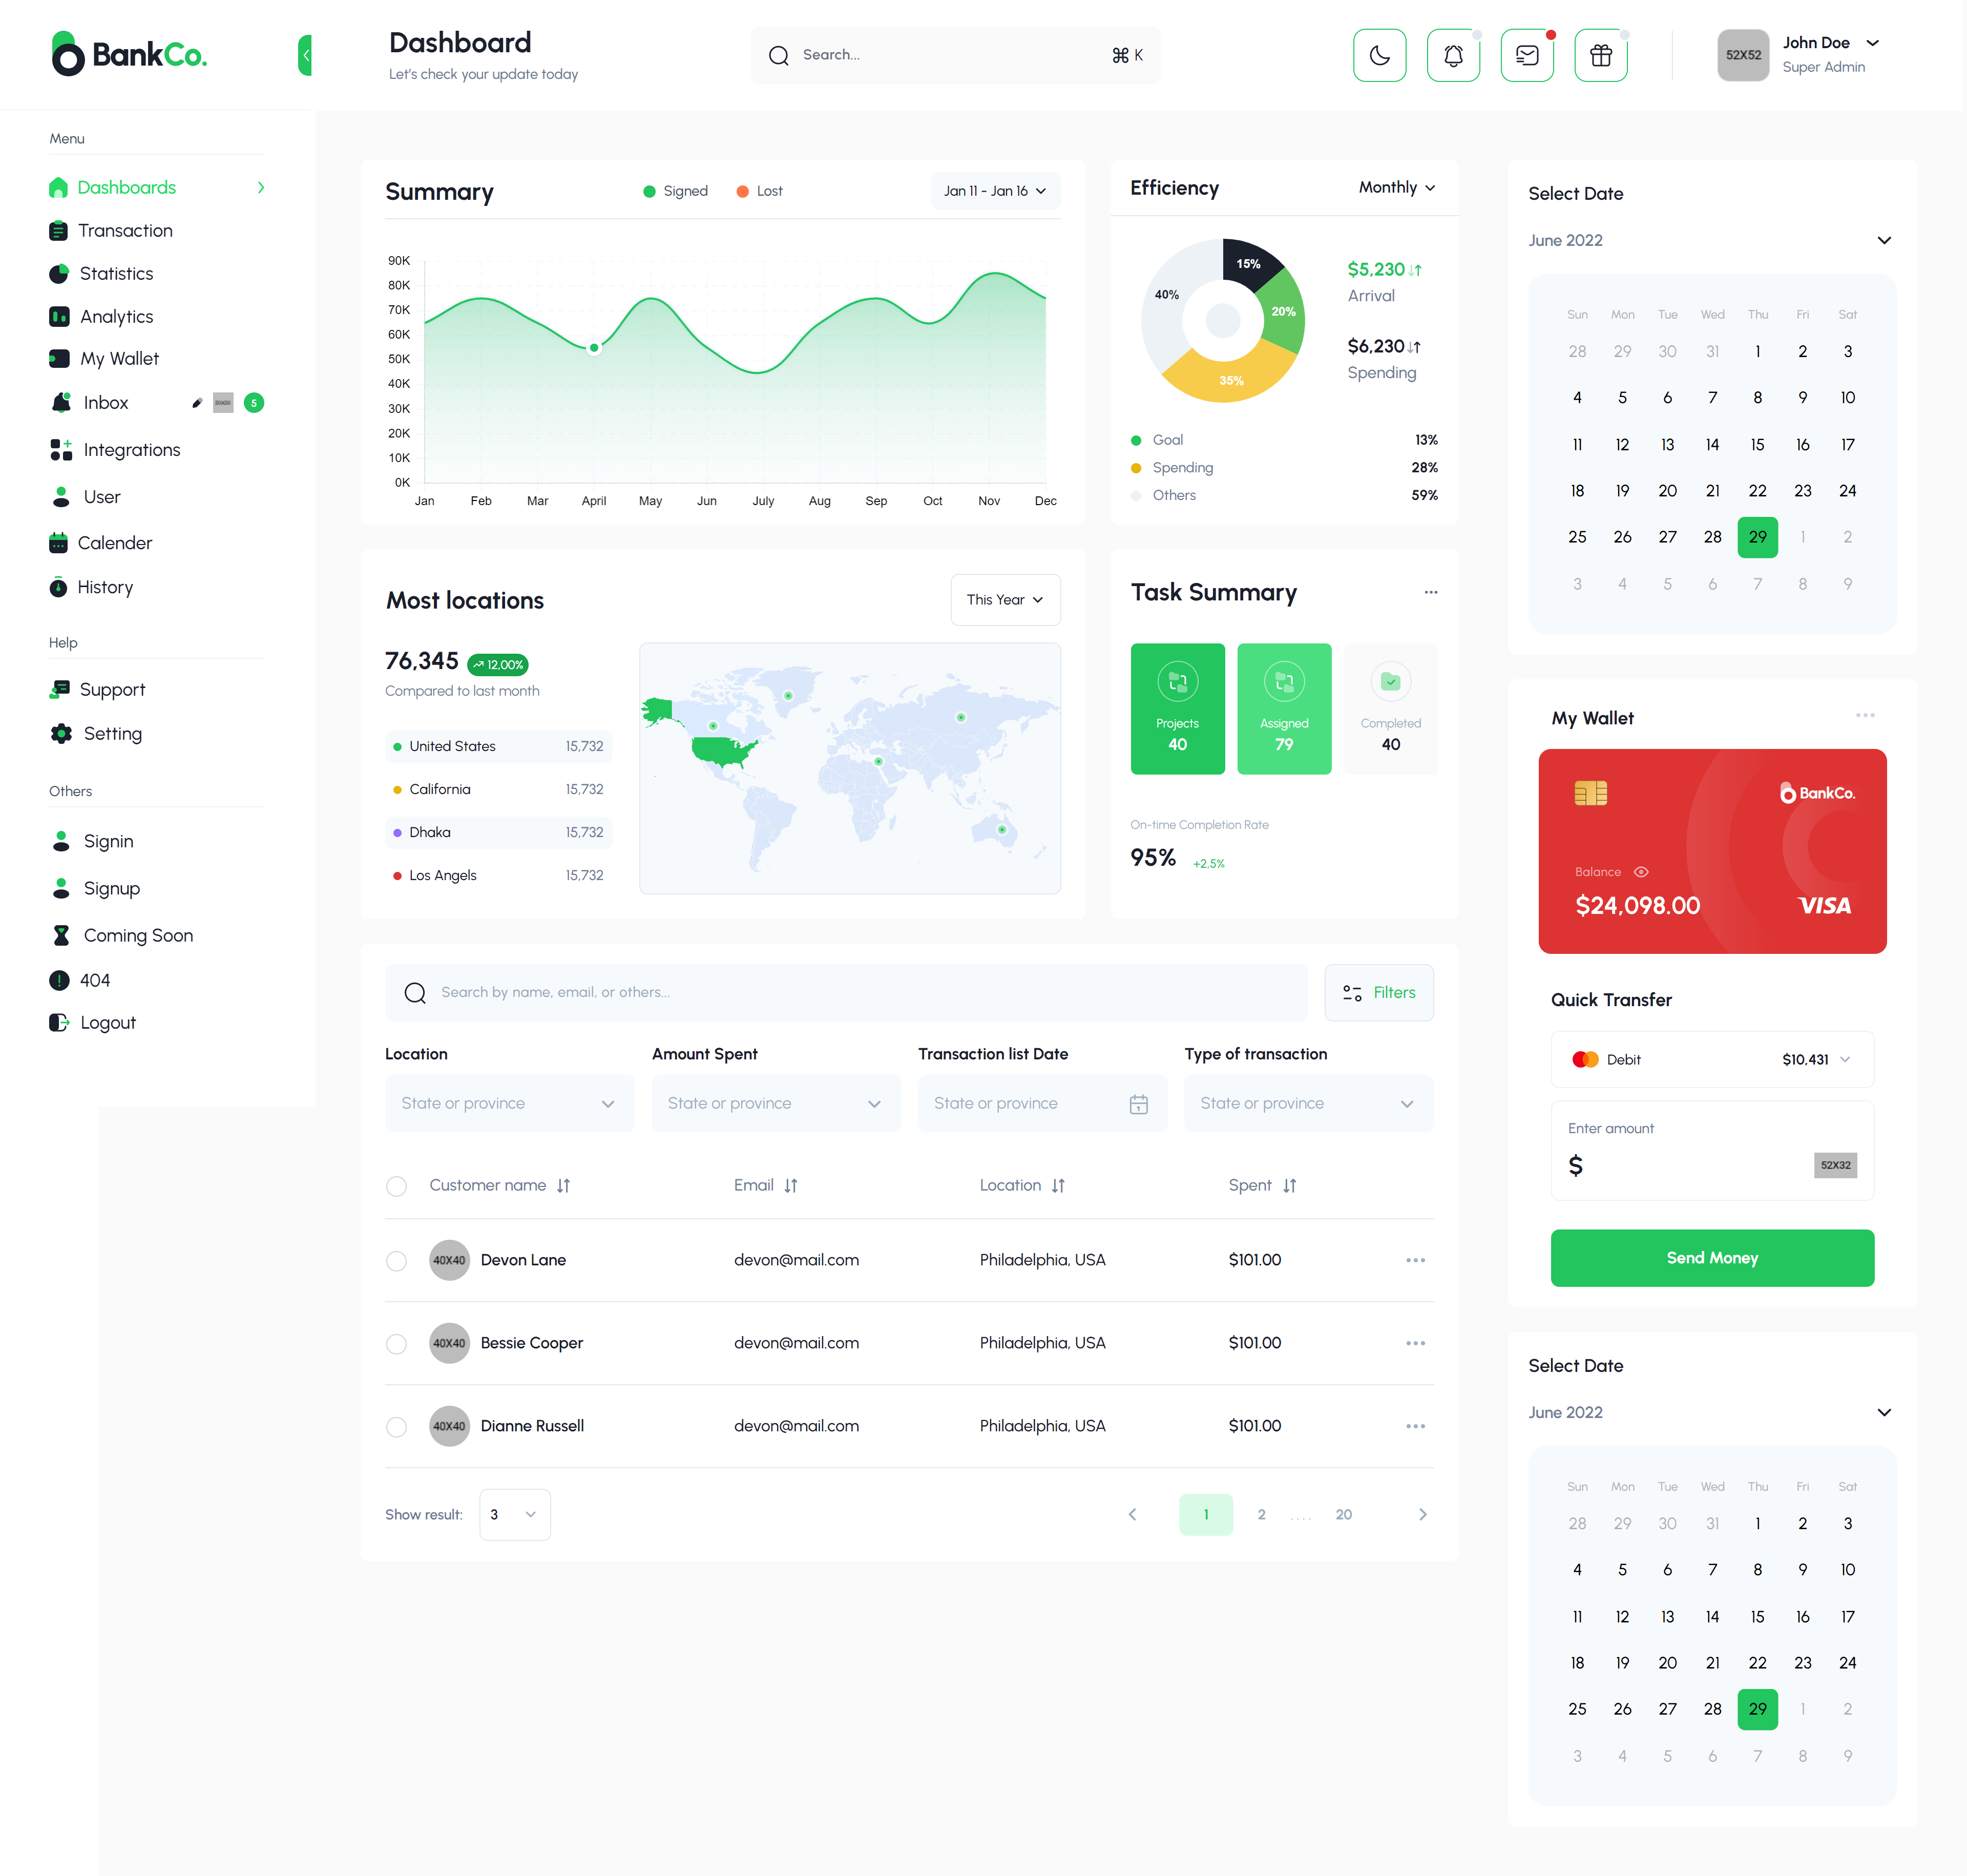 BankCo.
Dashboard
Let's check your update today
Search...
⌘ K
52X52
John Doe
Super Admin
Menu
Dashboards
Transaction
Statistics
Analytics
My Wallet
Inbox
5
Integrations
User
Calender
History
Help
Support
Setting
Others
Signin
Signup
Coming Soon
404
Logout
Summary
Signed
Lost
Jan 11 - Jan 16
90K
80K
70K
60K
50K
40K
30K
20K
10K
0K
Jan Feb Mar April May Jun July Aug Sep Oct Nov Dec
Efficiency
Monthly
15%
20%
35%
40%
$5,230
Arrival
$6,230
Spending
Goal 13%
Spending 28%
Others 59%
Most locations
This Year
76,345
12,00%
Compared to last month
United States 15,732
California 15,732
Dhaka 15,732
Los Angels 15,732
Task Summary
...
Projects
40
Assigned
79
Completed
40
On-time Completion Rate
95% +2.5%
Search by name, email, or others...
Filters
Location
State or province
Amount Spent
State or province
Transaction list Date
State or province
Type of transaction
State or province
Customer name Email Location Spent
40X40 Devon Lane devon@mail.com Philadelphia, USA $101.00 ...
40X40 Bessie Cooper devon@mail.com Philadelphia, USA $101.00 ...
40X40 Dianne Russell devon@mail.com Philadelphia, USA $101.00 ...
Show result: 3
1 2 .... 20
Select Date
June 2022
Sun Mon Tue Wed Thu Fri Sat
28 29 30 31 1 2 3
4 5 6 7 8 9 10
11 12 13 14 15 16 17
18 19 20 21 22 23 24
25 26 27 28 29 1 2
3 4 5 6 7 8 9
My Wallet
...
BankCo.
Balance
$24,098.00
VISA
Quick Transfer
Debit $10,431
Enter amount
$
52X32
Send Money
Select Date
June 2022
Sun Mon Tue Wed Thu Fri Sat
28 29 30 31 1 2 3
4 5 6 7 8 9 10
11 12 13 14 15 16 17
18 19 20 21 22 23 24
25 26 27 28 29 1 2
3 4 5 6 7 8 9